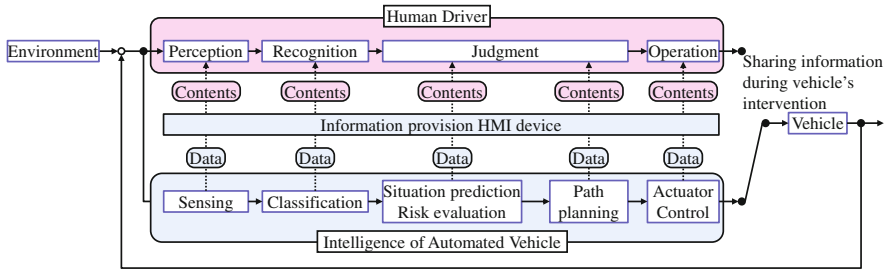 Human Driver
Environment
Perception
Recognition
Judgment
Operation
Sharing information
during vehicle's
intervention
Contents
Contents
Contents
Contents
Contents
Information provision HMI device
Vehicle
Data
Data
Data
Data
Data
Sensing
Classification
Situation prediction
Risk evaluation
Path
planning
Actuator
Control
Intelligence of Automated Vehicle